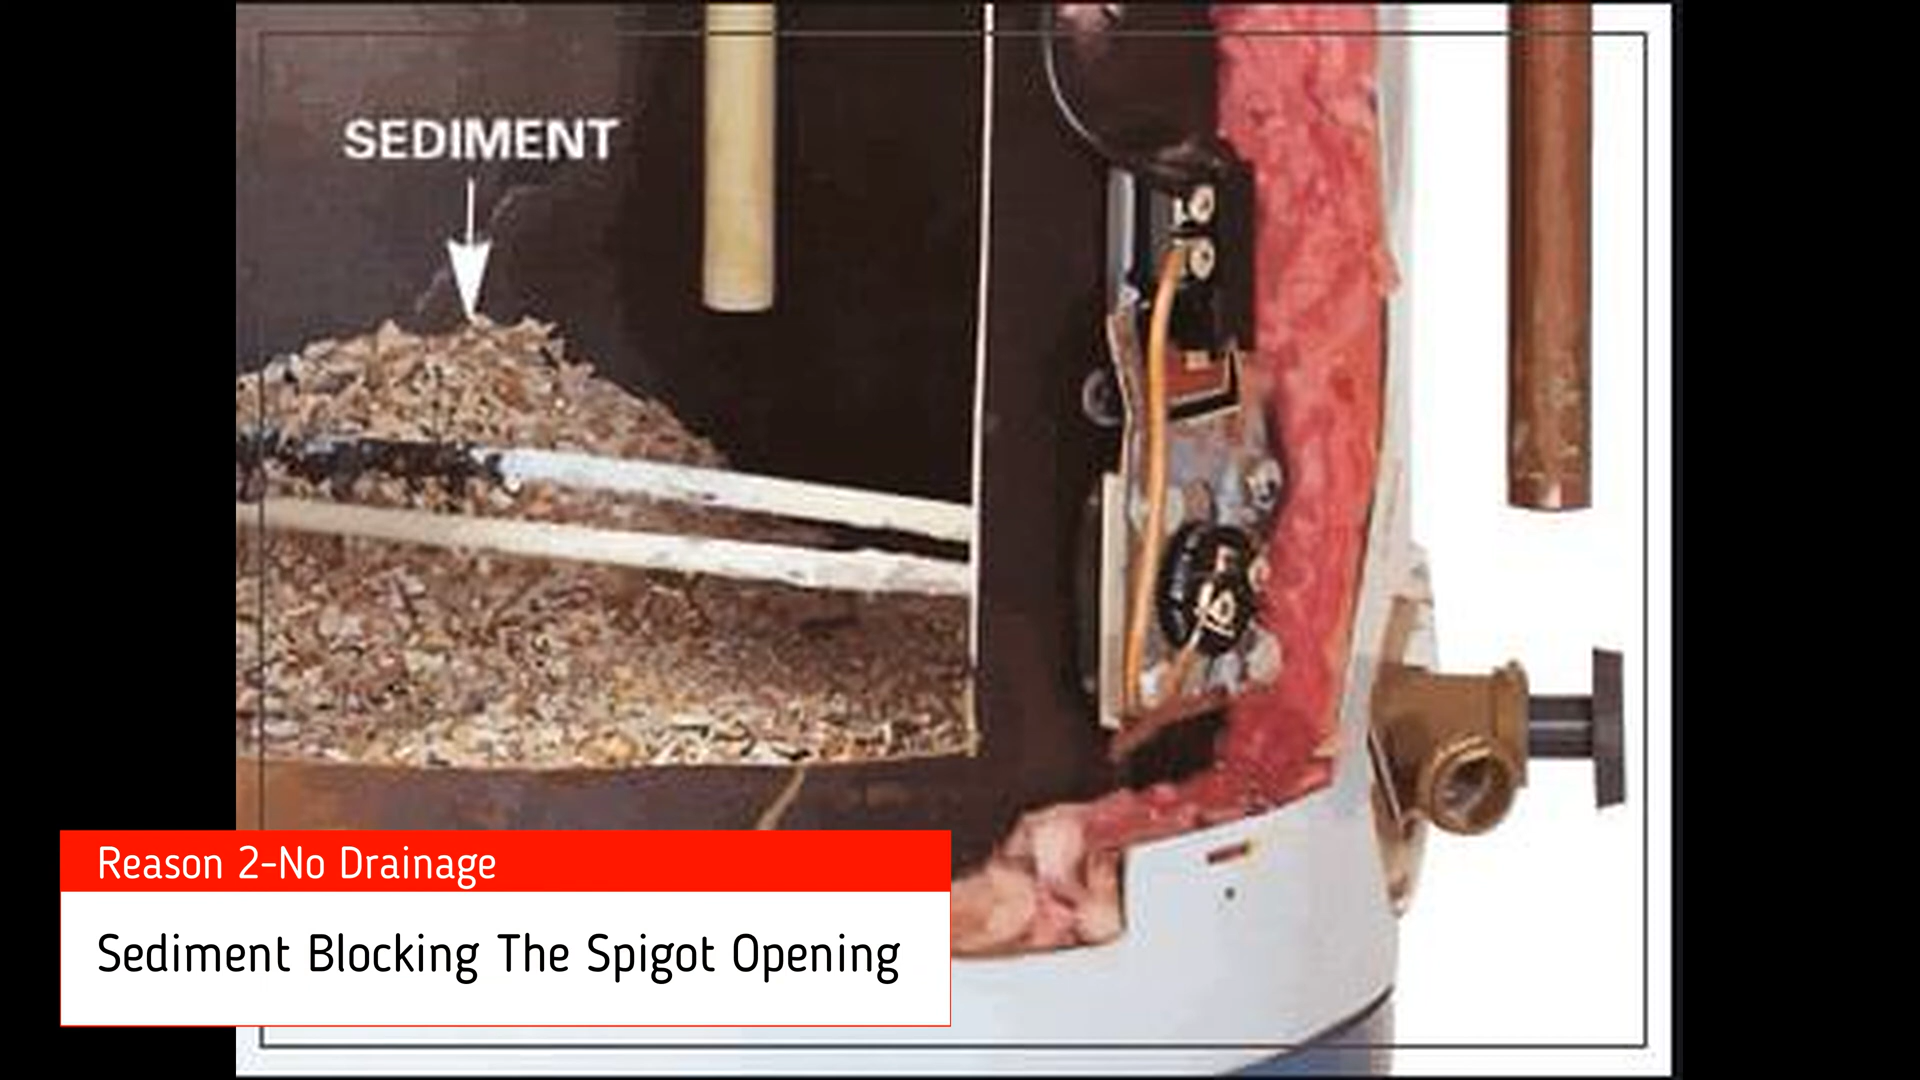 SEDIMENT
Reason 2-No Drainage
Sediment Blocking The Spigot Opening